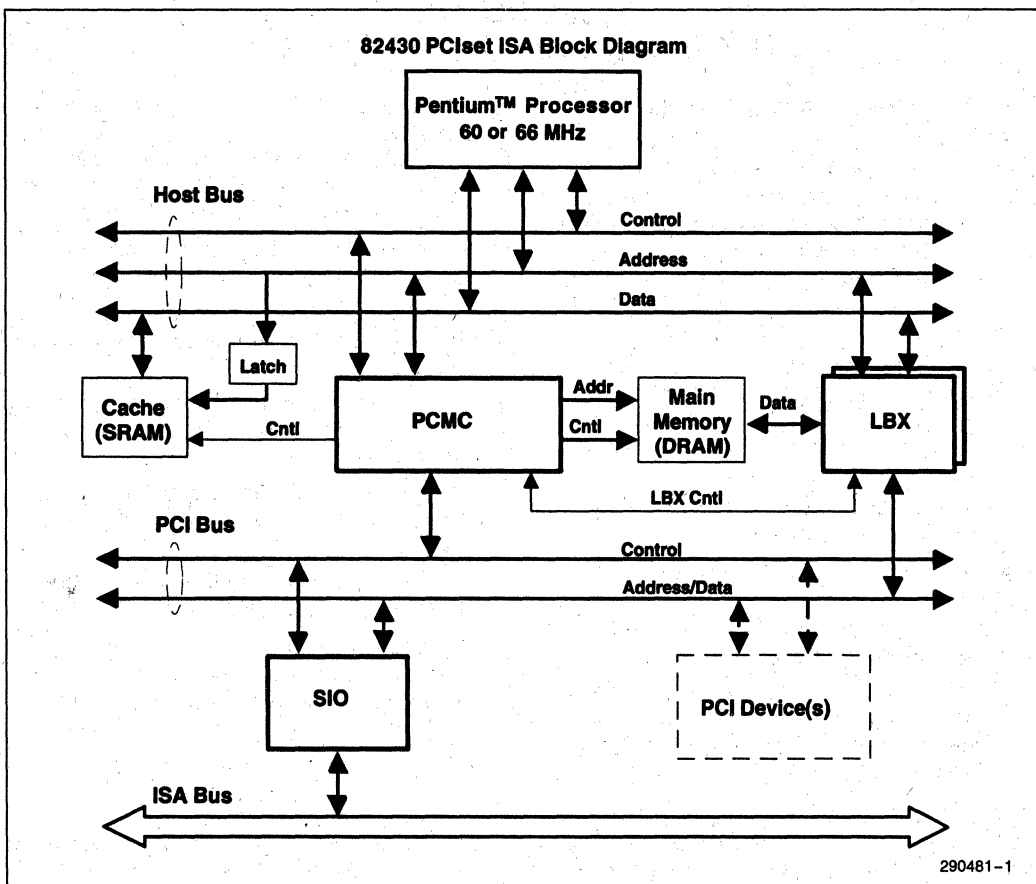 82430 PCIset ISA Block Diagram
Pentium™ Processor
60 or 66 MHz
Host Bus
Control
Address
Data
Latch
Cache
(SRAM)
Cntl
PCMC
Addr
Cntl
Main
Memory
(DRAM)
Data
LBX
LBX Cntl
PCI Bus
Control
Address/Data
SIO
PCI Device(s)
ISA Bus
290481-1